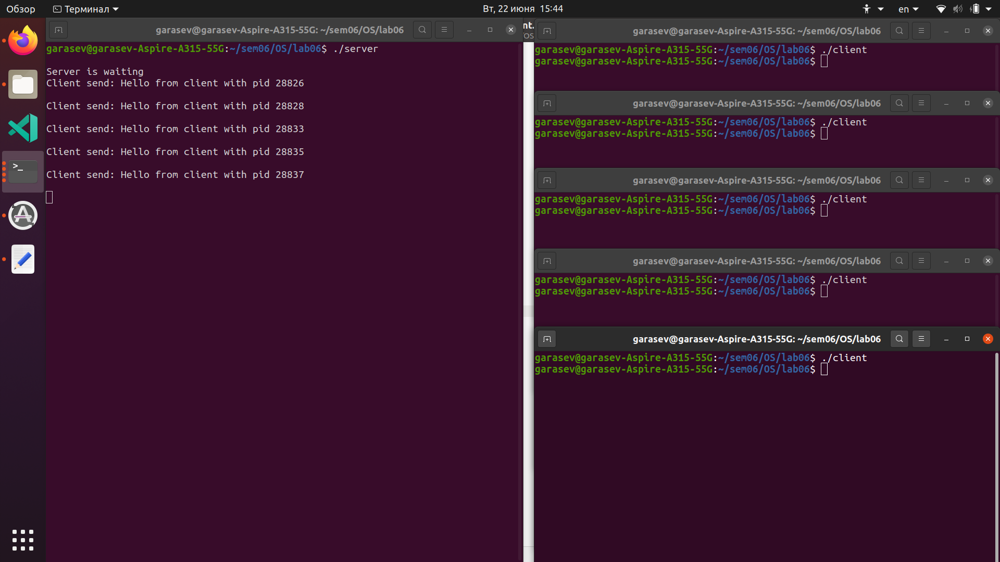 Обзор
Терминал
Вт, 22 июня 15:44
en
garasev@garasev-Aspire-A315-55G: ~/sem06/OS/lab06
garasev@garasev-Aspire-A315-55G:~/sem06/OS/lab06$ ./server
Server is waiting
Client send: Hello from client with pid 28826
Client send: Hello from client with pid 28828
Client send: Hello from client with pid 28833
Client send: Hello from client with pid 28835
Client send: Hello from client with pid 28837
nt.
/OS
garasev@garasev-Aspire-A315-55G: ~/sem06/OS/lab06
garasev@garasev-Aspire-A315-55G:~/sem06/OS/lab06$ ./client
garasev@garasev-Aspire-A315-55G:~/sem06/OS/lab06$
garasev@garasev-Aspire-A315-55G: ~/sem06/OS/lab06
garasev@garasev-Aspire-A315-55G:~/sem06/OS/lab06$ ./client
garasev@garasev-Aspire-A315-55G:~/sem06/OS/lab06$
garasev@garasev-Aspire-A315-55G: ~/sem06/OS/lab06
garasev@garasev-Aspire-A315-55G:~/sem06/OS/lab06$ ./client
garasev@garasev-Aspire-A315-55G:~/sem06/OS/lab06$
garasev@garasev-Aspire-A315-55G: ~/sem06/OS/lab06
garasev@garasev-Aspire-A315-55G:~/sem06/OS/lab06$ ./client
garasev@garasev-Aspire-A315-55G:~/sem06/OS/lab06$
garasev@garasev-Aspire-A315-55G: ~/sem06/OS/lab06
garasev@garasev-Aspire-A315-55G:~/sem06/OS/lab06$ ./client
garasev@garasev-Aspire-A315-55G:~/sem06/OS/lab06$